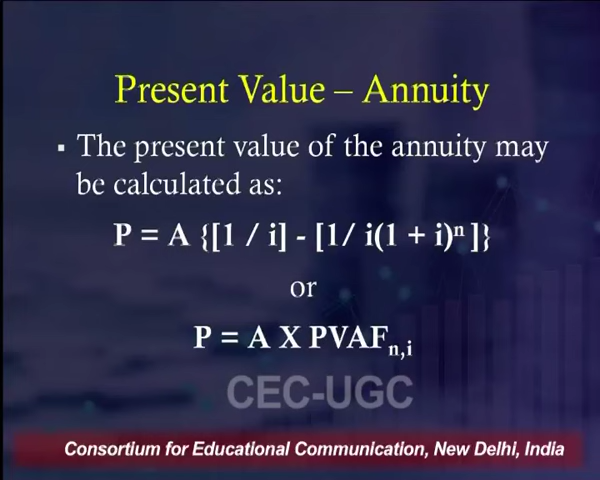 Present Value – Annuity
▪ The present value of the annuity may
be calculated as:
P = A {[1 / i] - [1/ i(1 + i)ⁿ ]}
or
P = A X PVAFn,i
CEC-UGC
Consortium for Educational Communication, New Delhi, India